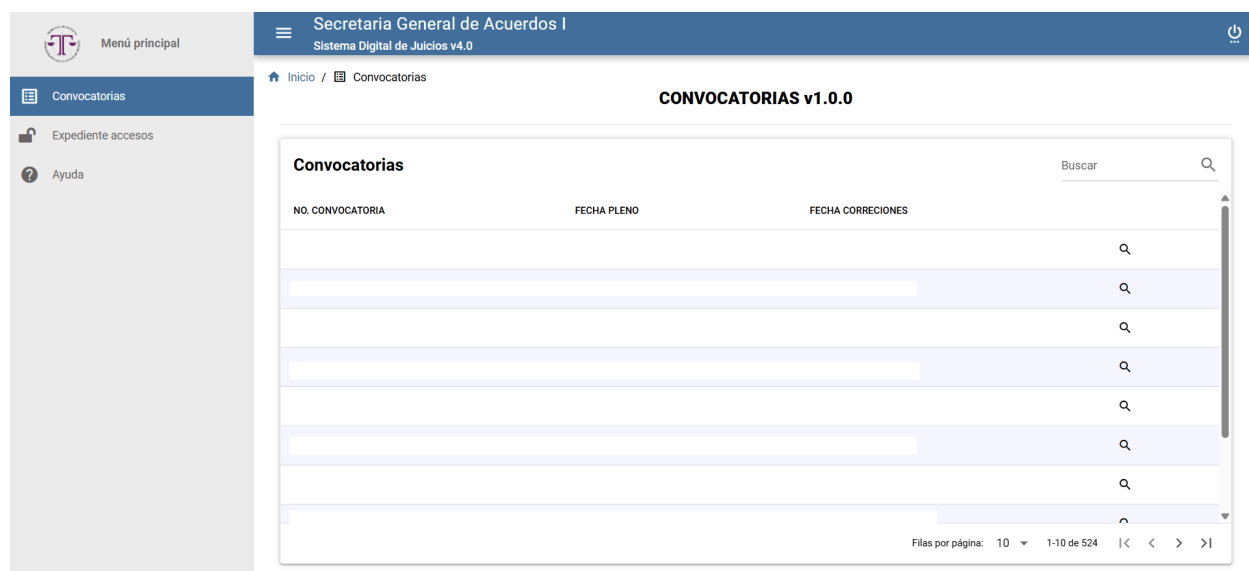 Menú principal
Convocatorias
Expediente accesos
Ayuda
Secretaria General de Acuerdos I
Sistema Digital de Juicios v4.0
Inicio / Convocatorias
CONVOCATORIAS v1.0.0
Convocatorias
Buscar
NO. CONVOCATORIA FECHA PLENO FECHA CORRECIONES
Filas por página: 10 1-10 de 524